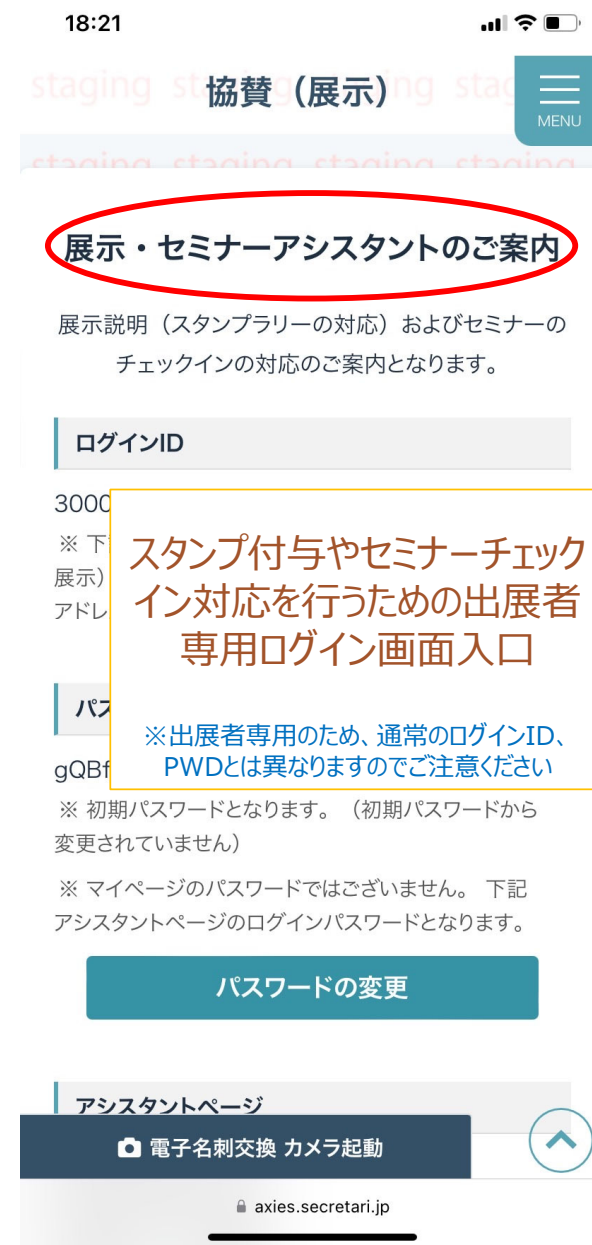 18:21
staging staging staging staging
協賛（展示）
MENU
staging staging staging staging
展示・セミナーアシスタントのご案内
展示説明（スタンプラリーの対応）およびセミナーの
チェックインの対応のご案内となります。
ログインID
3000
※ 下
展示）
アドレ
スタンプ付与やセミナーチェック
イン対応を行うための出展者
専用ログイン画面入口
※出展者専用のため、通常のログインID、
PWDとは異なりますのでご注意ください
パス
gQBf
※ 初期パスワードとなります。（初期パスワードから
変更されていません）
※ マイページのパスワードではございません。 下記
アシスタントページのログインパスワードとなります。
パスワードの変更
アシスタントページ
電子名刺交換 カメラ起動
axies.secretari.jp